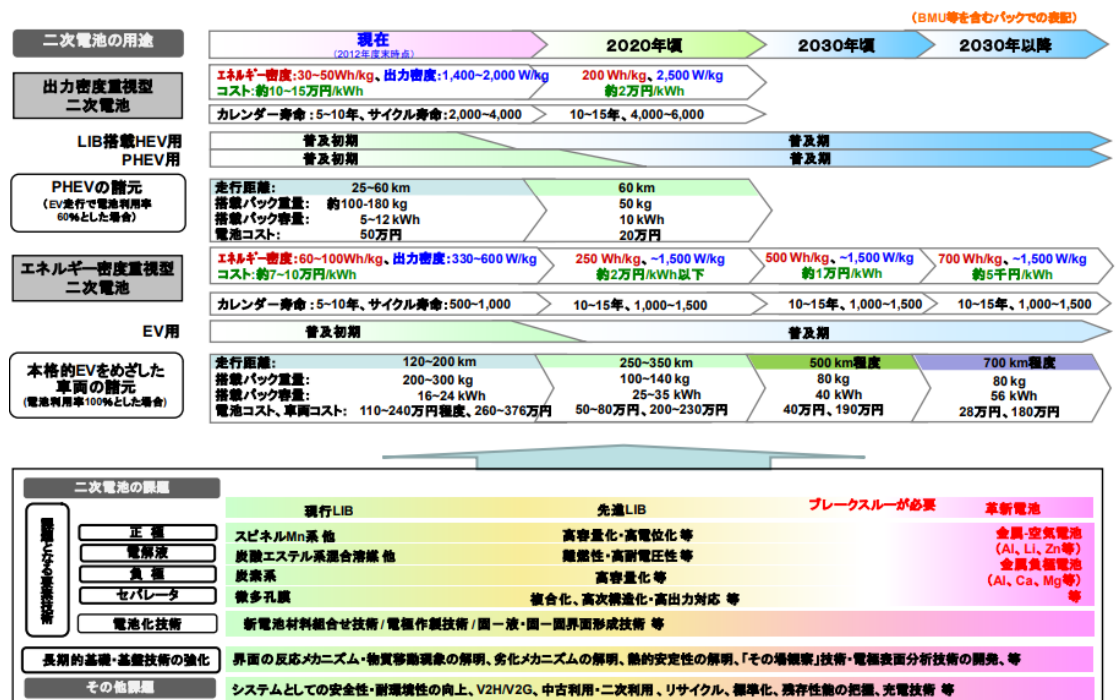 (BMU等を含むパックでの表記)
二次電池の用途
現在
(2012年度末時点)
2020年頃
2030年頃
2030年以降
出力密度重視型
二次電池
エネルギー密度:30~50Wh/kg、出力密度:1,400~2,000 W/kg
コスト:約10~15万円/kWh
200 Wh/kg、2,500 W/kg
約2万円/kWh
カレンダー寿命:5~10年、サイクル寿命:2,000~4,000
10~15年、4,000~6,000
LIB搭載HEV用
普及初期
普及期
PHEV用
普及初期
普及期
PHEVの諸元
(EV走行で電池利用率
60%とした場合)
走行距離: 25~60 km
搭載パック重量: 約100-180 kg
搭載パック容量: 5~12 kWh
電池コスト: 50万円
60 km
50 kg
10 kWh
20万円
エネルギー密度重視型
二次電池
エネルギー密度:60~100Wh/kg、出力密度:330~600 W/kg
コスト:約7~10万円/kWh
250 Wh/kg、~1,500 W/kg
約2万円/kWh以下
500 Wh/kg、~1,500 W/kg
約1万円/kWh
700 Wh/kg、~1,500 W/kg
約5千円/kWh
カレンダー寿命:5~10年、サイクル寿命:500~1,000
10~15年、1,000~1,500
10~15年、1,000~1,500
10~15年、1,000~1,500
EV用
普及初期
普及期
本格的EVをめざした
車両の諸元
(電池利用率100%とした場合)
走行距離: 120~200 km
搭載パック重量: 200~300 kg
搭載パック容量: 16~24 kWh
電池コスト、車両コスト: 110~240万円程度、260~376万円
250~350 km
100~140 kg
25~35 kWh
50~80万円、200~230万円
500 km程度
80 kg
40 kWh
40万円、190万円
700 km程度
80 kg
56 kWh
28万円、180万円
二次電池の課題
現行LIB
先進LIB
ブレークスルーが必要
革新電池
課題となる要素技術
正極
スピネルMn系 他
高容量化・高電位化 等
電解液
炭酸エステル系混合溶媒 他
難燃性・高耐電圧性 等
負極
炭素系
高容量化 等
セパレータ
微多孔膜
複合化、高次構造化・高出力対応 等
金属-空気電池
(Al、Li、Zn等)
金属負極電池
(Al、Ca、Mg等)
等
電池化技術
新電池材料組合せ技術/電極作製技術/固ー液・固ー固界面形成技術 等
長期的基礎・基盤技術の強化
界面の反応メカニズム・物質移動現象の解明、劣化メカニズムの解明、熱的安定性の解明、「その場観察」技術・電極表面分析技術の開発、等
その他課題
システムとしての安全性・耐環境性の向上、V2H/V2G、中古利用・二次利用、リサイクル、標準化、残存性能の把握、充電技術 等